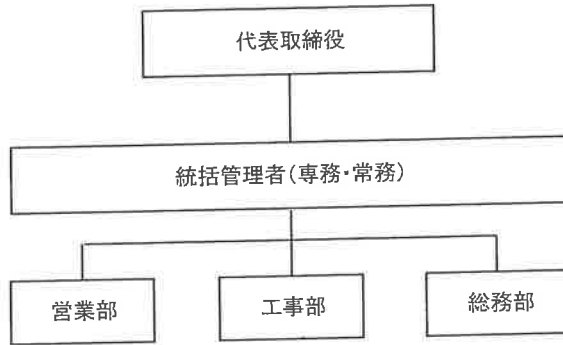 代表取締役
統括管理者(専務・常務)
営業部
工事部
総務部